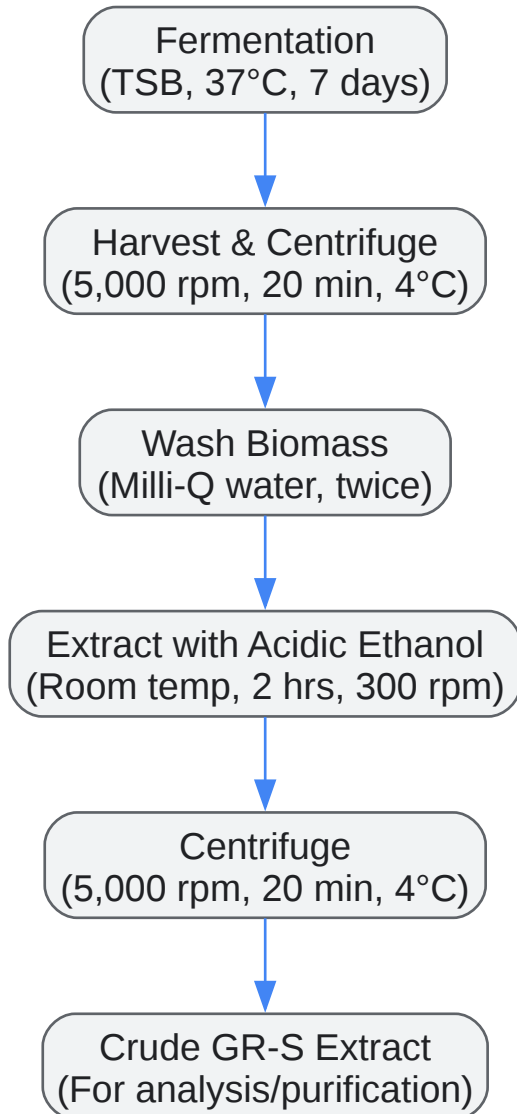 Fermentation
(TSB, 37°C, 7 days)
Harvest & Centrifuge
(5,000 rpm, 20 min, 4°C)
Wash Biomass
(Milli-Q water, twice)
Extract with Acidic Ethanol
(Room temp, 2 hrs, 300 rpm)
Centrifuge
(5,000 rpm, 20 min, 4°C)
Crude GR-S Extract
(For analysis/purification)